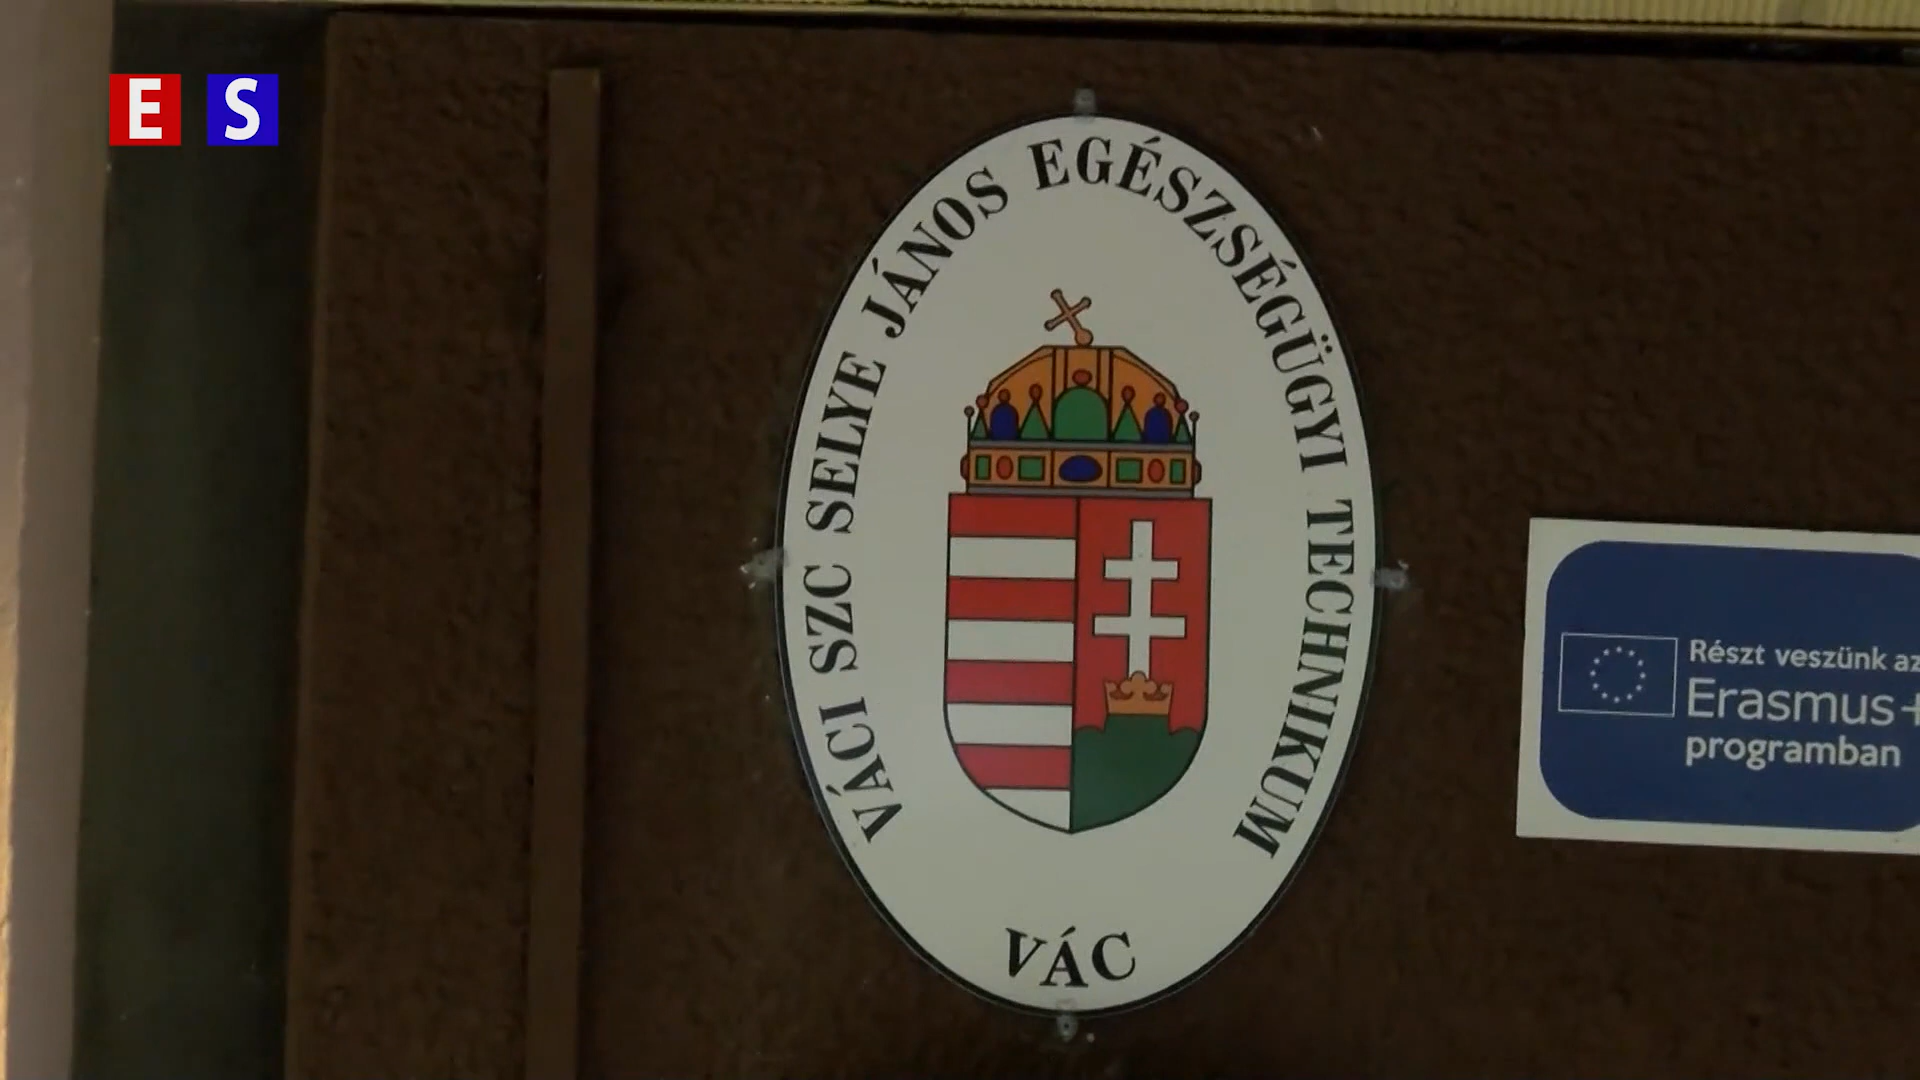 E S
VÁCI SZC SELYE JÁNOS EGÉSZSÉGÜGYI TECHNIKUM
VÁC
Részt veszünk az
Erasmus+
programban